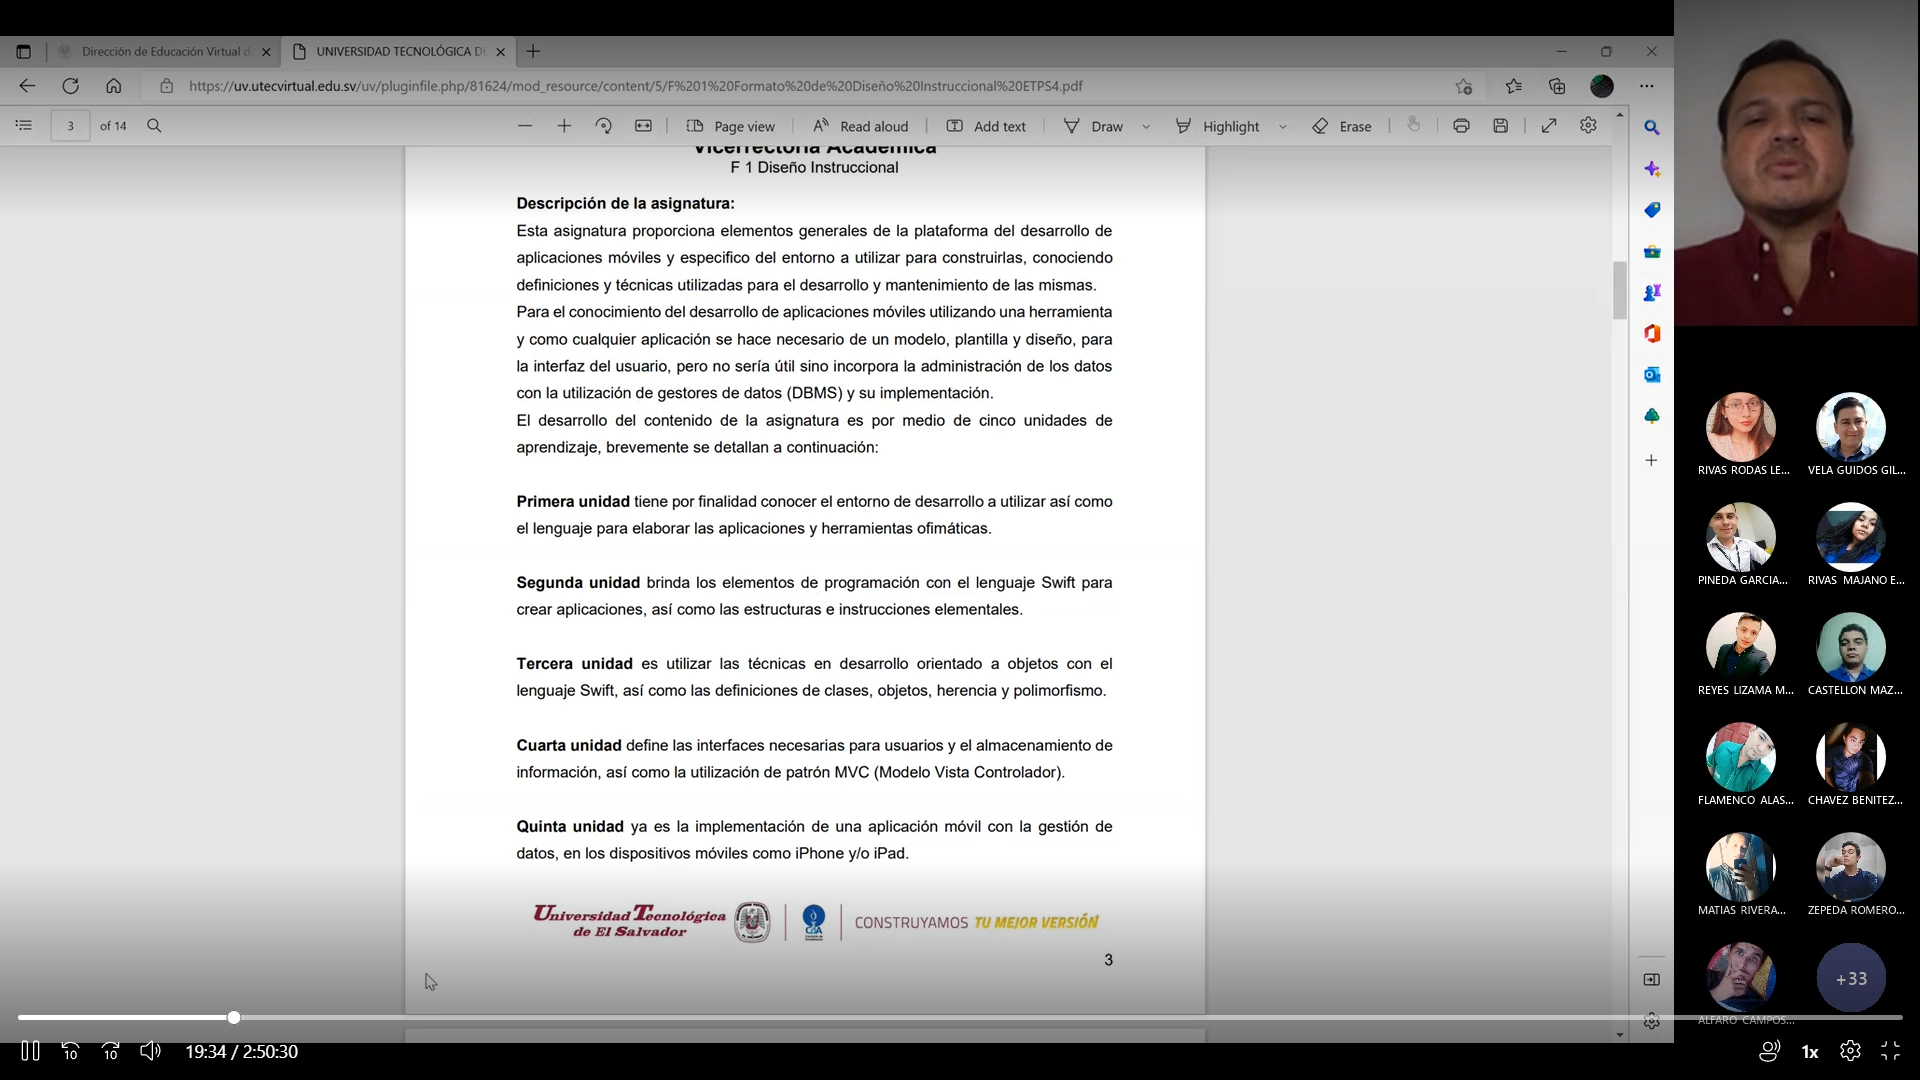 Dirección de Educación Virtual d
UNIVERSIDAD TECNOLÓGICA DE
https://uv.utecvirtual.edu.sv/uv/pluginfile.php/81624/mod_resource/content/5/F%201%20Formato%20de%20Diseño%20Instruccional%20ETPS4.pdf
3 of 14
Page view
Read aloud
Add text
Draw
Highlight
Erase
Vicerrectoría Académica
F 1 Diseño Instruccional
Descripción de la asignatura:
Esta asignatura proporciona elementos generales de la plataforma del desarrollo de
aplicaciones móviles y especifico del entorno a utilizar para construirlas, conociendo
definiciones y técnicas utilizadas para el desarrollo y mantenimiento de las mismas.
Para el conocimiento del desarrollo de aplicaciones móviles utilizando una herramienta
y como cualquier aplicación se hace necesario de un modelo, plantilla y diseño, para
la interfaz del usuario, pero no sería útil sino incorpora la administración de los datos
con la utilización de gestores de datos (DBMS) y su implementación.
El desarrollo del contenido de la asignatura es por medio de cinco unidades de
aprendizaje, brevemente se detallan a continuación:
Primera unidad tiene por finalidad conocer el entorno de desarrollo a utilizar así como
el lenguaje para elaborar las aplicaciones y herramientas ofimáticas.
Segunda unidad brinda los elementos de programación con el lenguaje Swift para
crear aplicaciones, así como las estructuras e instrucciones elementales.
Tercera unidad es utilizar las técnicas en desarrollo orientado a objetos con el
lenguaje Swift, así como las definiciones de clases, objetos, herencia y polimorfismo.
Cuarta unidad define las interfaces necesarias para usuarios y el almacenamiento de
información, así como la utilización de patrón MVC (Modelo Vista Controlador).
Quinta unidad ya es la implementación de una aplicación móvil con la gestión de
datos, en los dispositivos móviles como iPhone y/o iPad.
Universidad Tecnológica
de El Salvador
CONSTRUYAMOS TU MEJOR VERSIÓN
3
RIVAS RODAS LE...
VELA GUIDOS GIL...
PINEDA GARCIA...
RIVAS MAJANO E...
REYES LIZAMA M...
CASTELLON MAZ...
FLAMENCO ALAS...
CHAVEZ BENITEZ...
MATIAS RIVERA...
ZEPEDA ROMERO...
ALFARO CAMPOS...
+33
10
10
19:34 / 2:50:30
1x